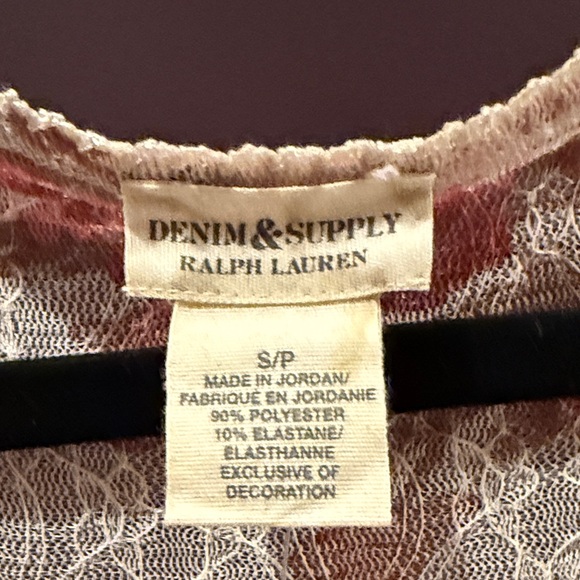 DENIM & SUPPLY
RALPH LAUREN
S/P
MADE IN JORDAN/
FABRIQUÉ EN JORDANIE
90% POLYESTER
10% ELASTANE/
ELASTHANNE
EXCLUSIVE OF
DECORATION